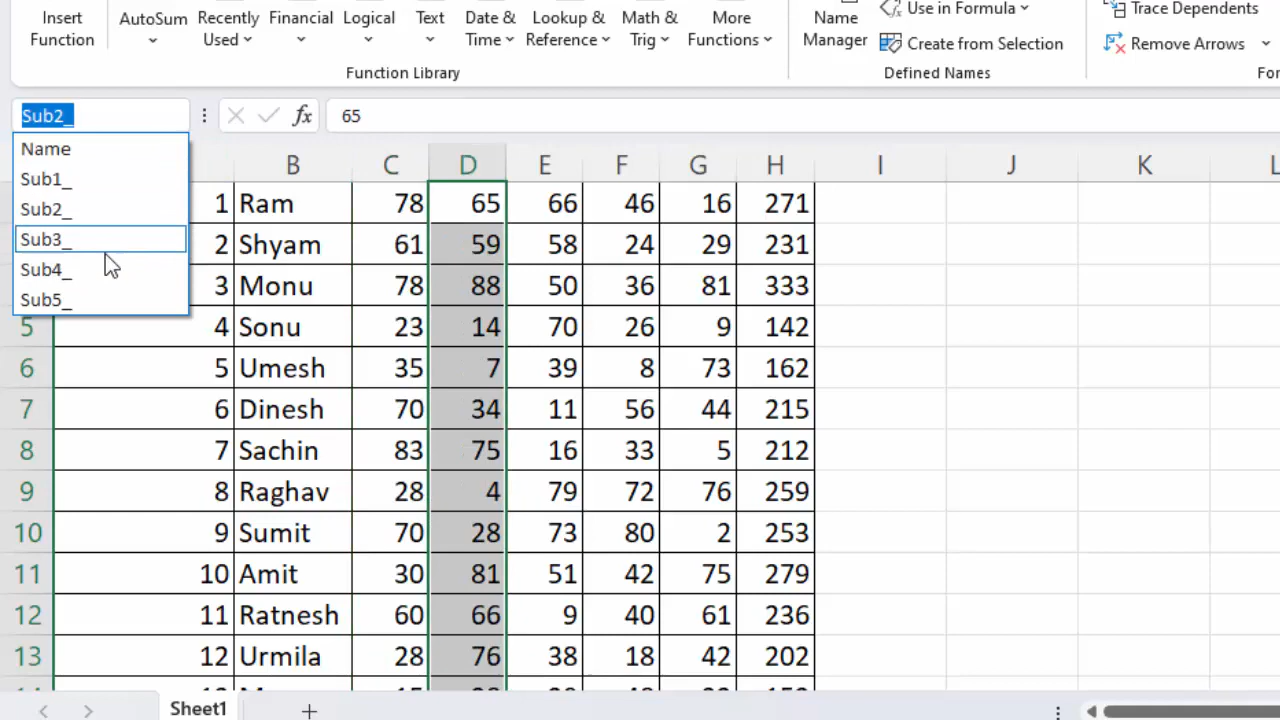 Insert Function
AutoSum
Recently Used
Financial
Logical
Text
Date & Time
Lookup & Reference
Math & Trig
More Functions
Name Manager
Use in Formula
Create from Selection
Trace Dependents
Remove Arrows
Function Library
Defined Names
Sub2_
fx
65
Name
Sub1_
Sub2_
Sub3_
Sub4_
Sub5_
B C D E F G H I J K L
1 Ram 78 65 66 46 16 271
2 Shyam 61 59 58 24 29 231
3 Monu 78 88 50 36 81 333
5 4 Sonu 23 14 70 26 9 142
6 5 Umesh 35 7 39 8 73 162
7 6 Dinesh 70 34 11 56 44 215
8 7 Sachin 83 75 16 33 5 212
9 8 Raghav 28 4 79 72 76 259
10 9 Sumit 70 28 73 80 2 253
11 10 Amit 30 81 51 42 75 279
12 11 Ratnesh 60 66 9 40 61 236
13 12 Urmila 28 76 38 18 42 202
Sheet1